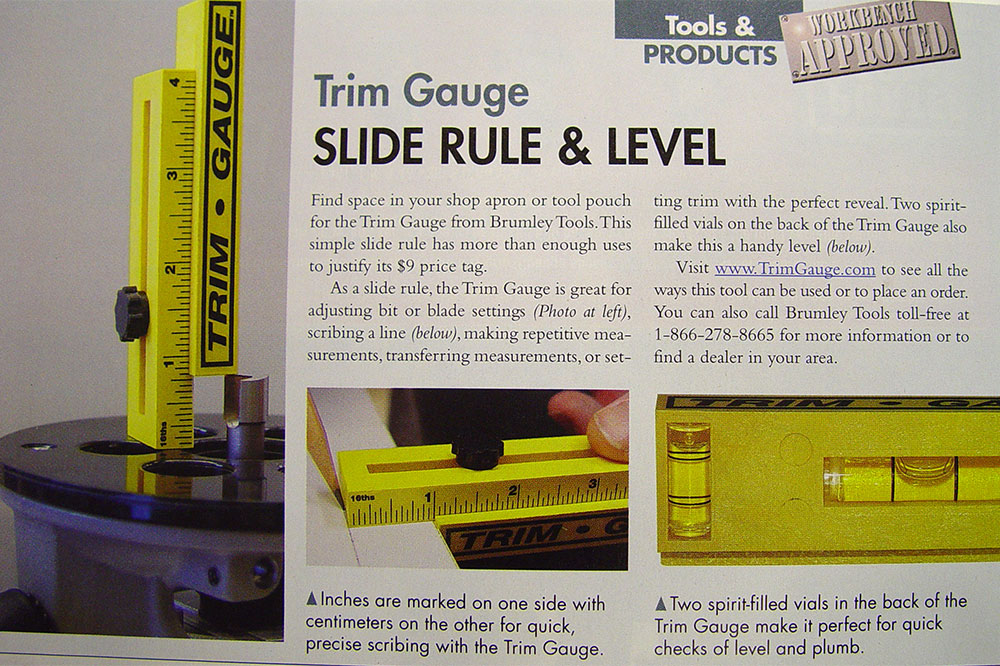 Tools &
PRODUCTS
WORKBENCH
APPROVED
Trim Gauge
SLIDE RULE & LEVEL
Find space in your shop apron or tool pouch
for the Trim Gauge from Brumley Tools. This
simple slide rule has more than enough uses
to justify its $9 price tag.
As a slide rule, the Trim Gauge is great for
adjusting bit or blade settings (Photo at left),
scribing a line (below), making repetitive mea-
surements, transferring measurements, or set-
ting trim with the perfect reveal. Two spirit-
filled vials on the back of the Trim Gauge also
make this a handy level (below).
Visit www.TrimGauge.com to see all the
ways this tool can be used or to place an order.
You can also call Brumley Tools toll-free at
1-866-278-8665 for more information or to
find a dealer in your area.
TRIM • GAUGE™
4
3
2
1
16ths
16ths 1 2 3
TRIM • G
TRIM • GA
▲Inches are marked on one side with
centimeters on the other for quick,
precise scribing with the Trim Gauge.
▲Two spirit-filled vials in the back of the
Trim Gauge make it perfect for quick
checks of level and plumb.